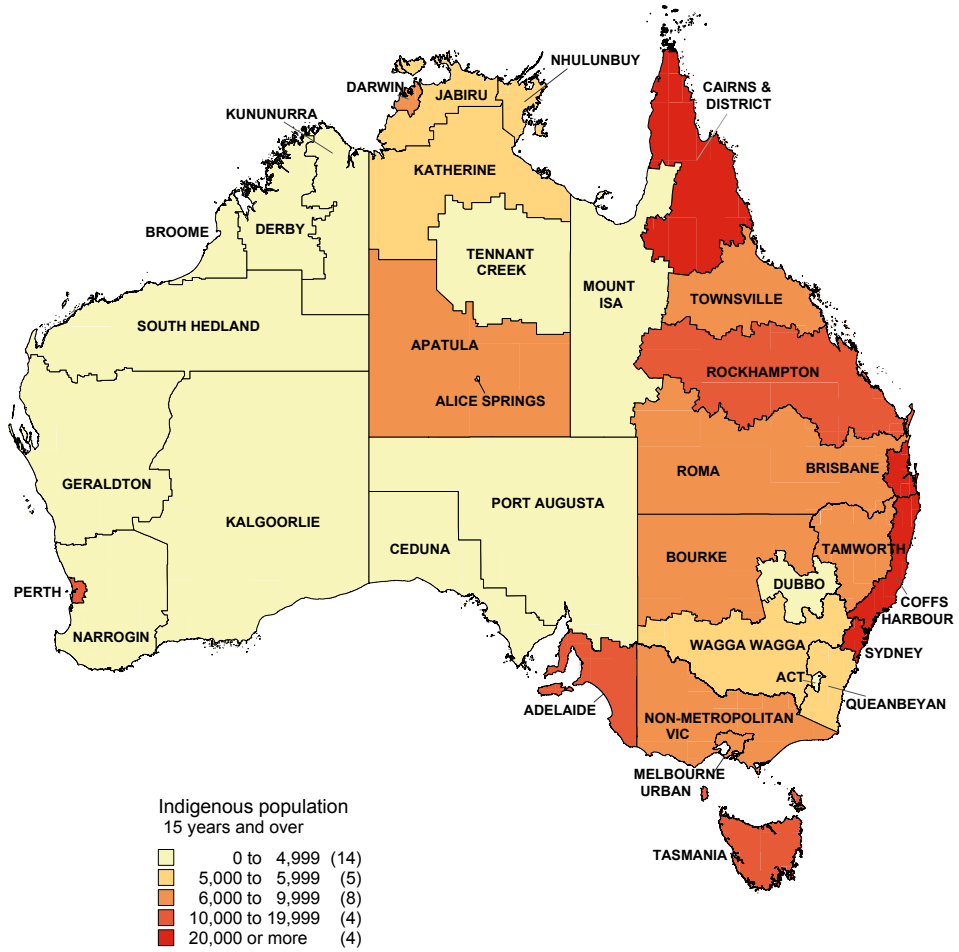 NHULUNBUY
DARWIN
JABIRU
CAIRNS &
DISTRICT
KUNUNURRA
KATHERINE
BROOME
DERBY
TENNANT
CREEK
MOUNT
ISA
TOWNSVILLE
SOUTH HEDLAND
APATULA
ROCKHAMPTON
ALICE SPRINGS
GERALDTON
ROMA
BRISBANE
PORT AUGUSTA
KALGOORLIE
CEDUNA
BOURKE
TAMWORTH
DUBBO
PERTH
COFFS
HARBOUR
NARROGIN
WAGGA WAGGA
SYDNEY
ACT
QUEANBEYAN
ADELAIDE
NON-METROPOLITAN
VIC
MELBOURNE
URBAN
TASMANIA
Indigenous population
15 years and over
0 to 4,999 (14)
5,000 to 5,999 (5)
6,000 to 9,999 (8)
10,000 to 19,999 (4)
20,000 or more (4)